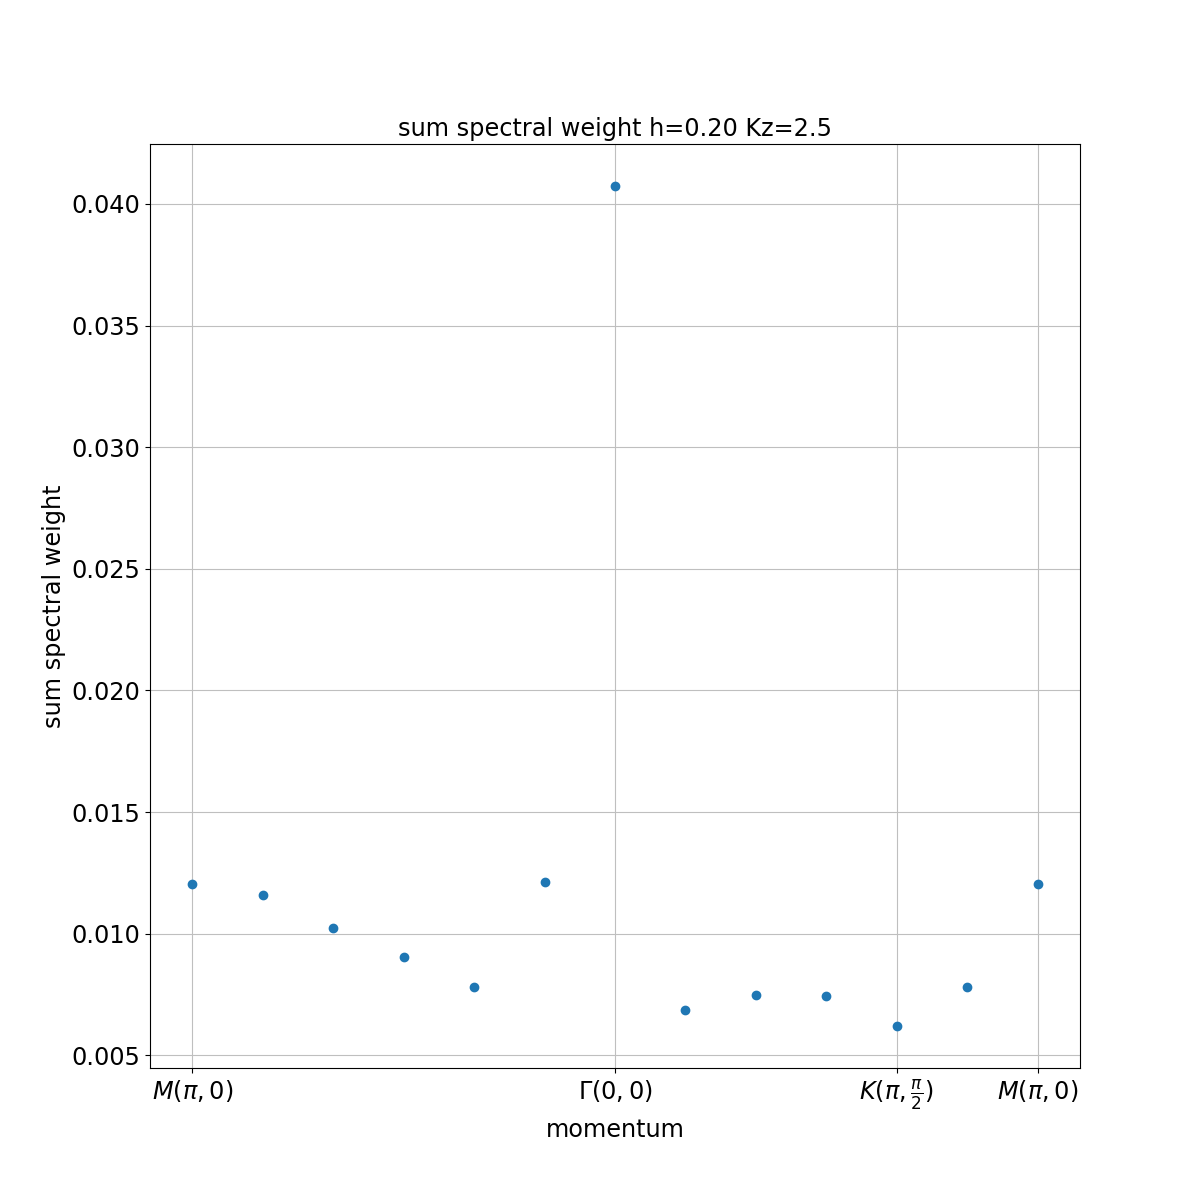 sum spectral weight h=0.20 Kz=2.5
0.040
0.035
0.030
0.025
0.020
0.015
0.010
0.005
sum spectral weight
M(π, 0)
Γ(0, 0)
K(π, π/2)
M(π, 0)
momentum